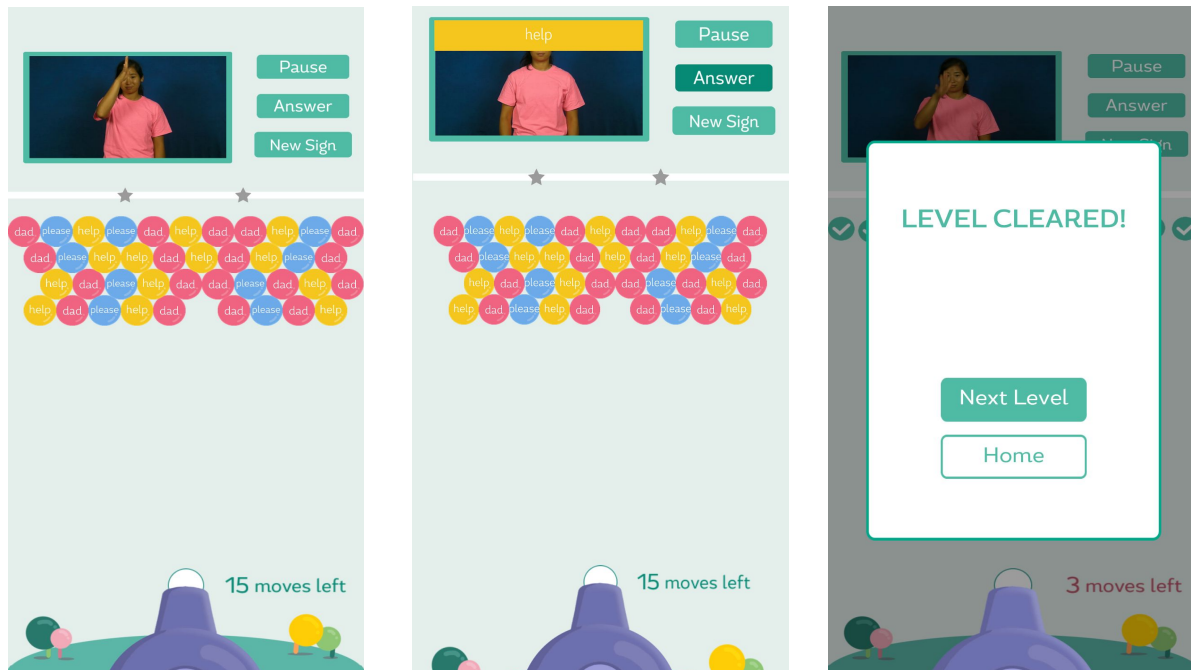 Pause
Answer
New Sign
dad please help please dad help dad dad help please dad
dad please help help dad help dad help please dad
help dad please help dad dad please dad help dad
help dad please help dad dad please dad help
15 moves left
help
Pause
Answer
New Sign
dad please help please dad help dad dad help please dad
dad please help help dad help dad help please dad
help dad please help dad dad please dad help dad
help dad please help dad dad please dad help
15 moves left
Pause
Answer
New Sign
LEVEL CLEARED!
Next Level
Home
3 moves left